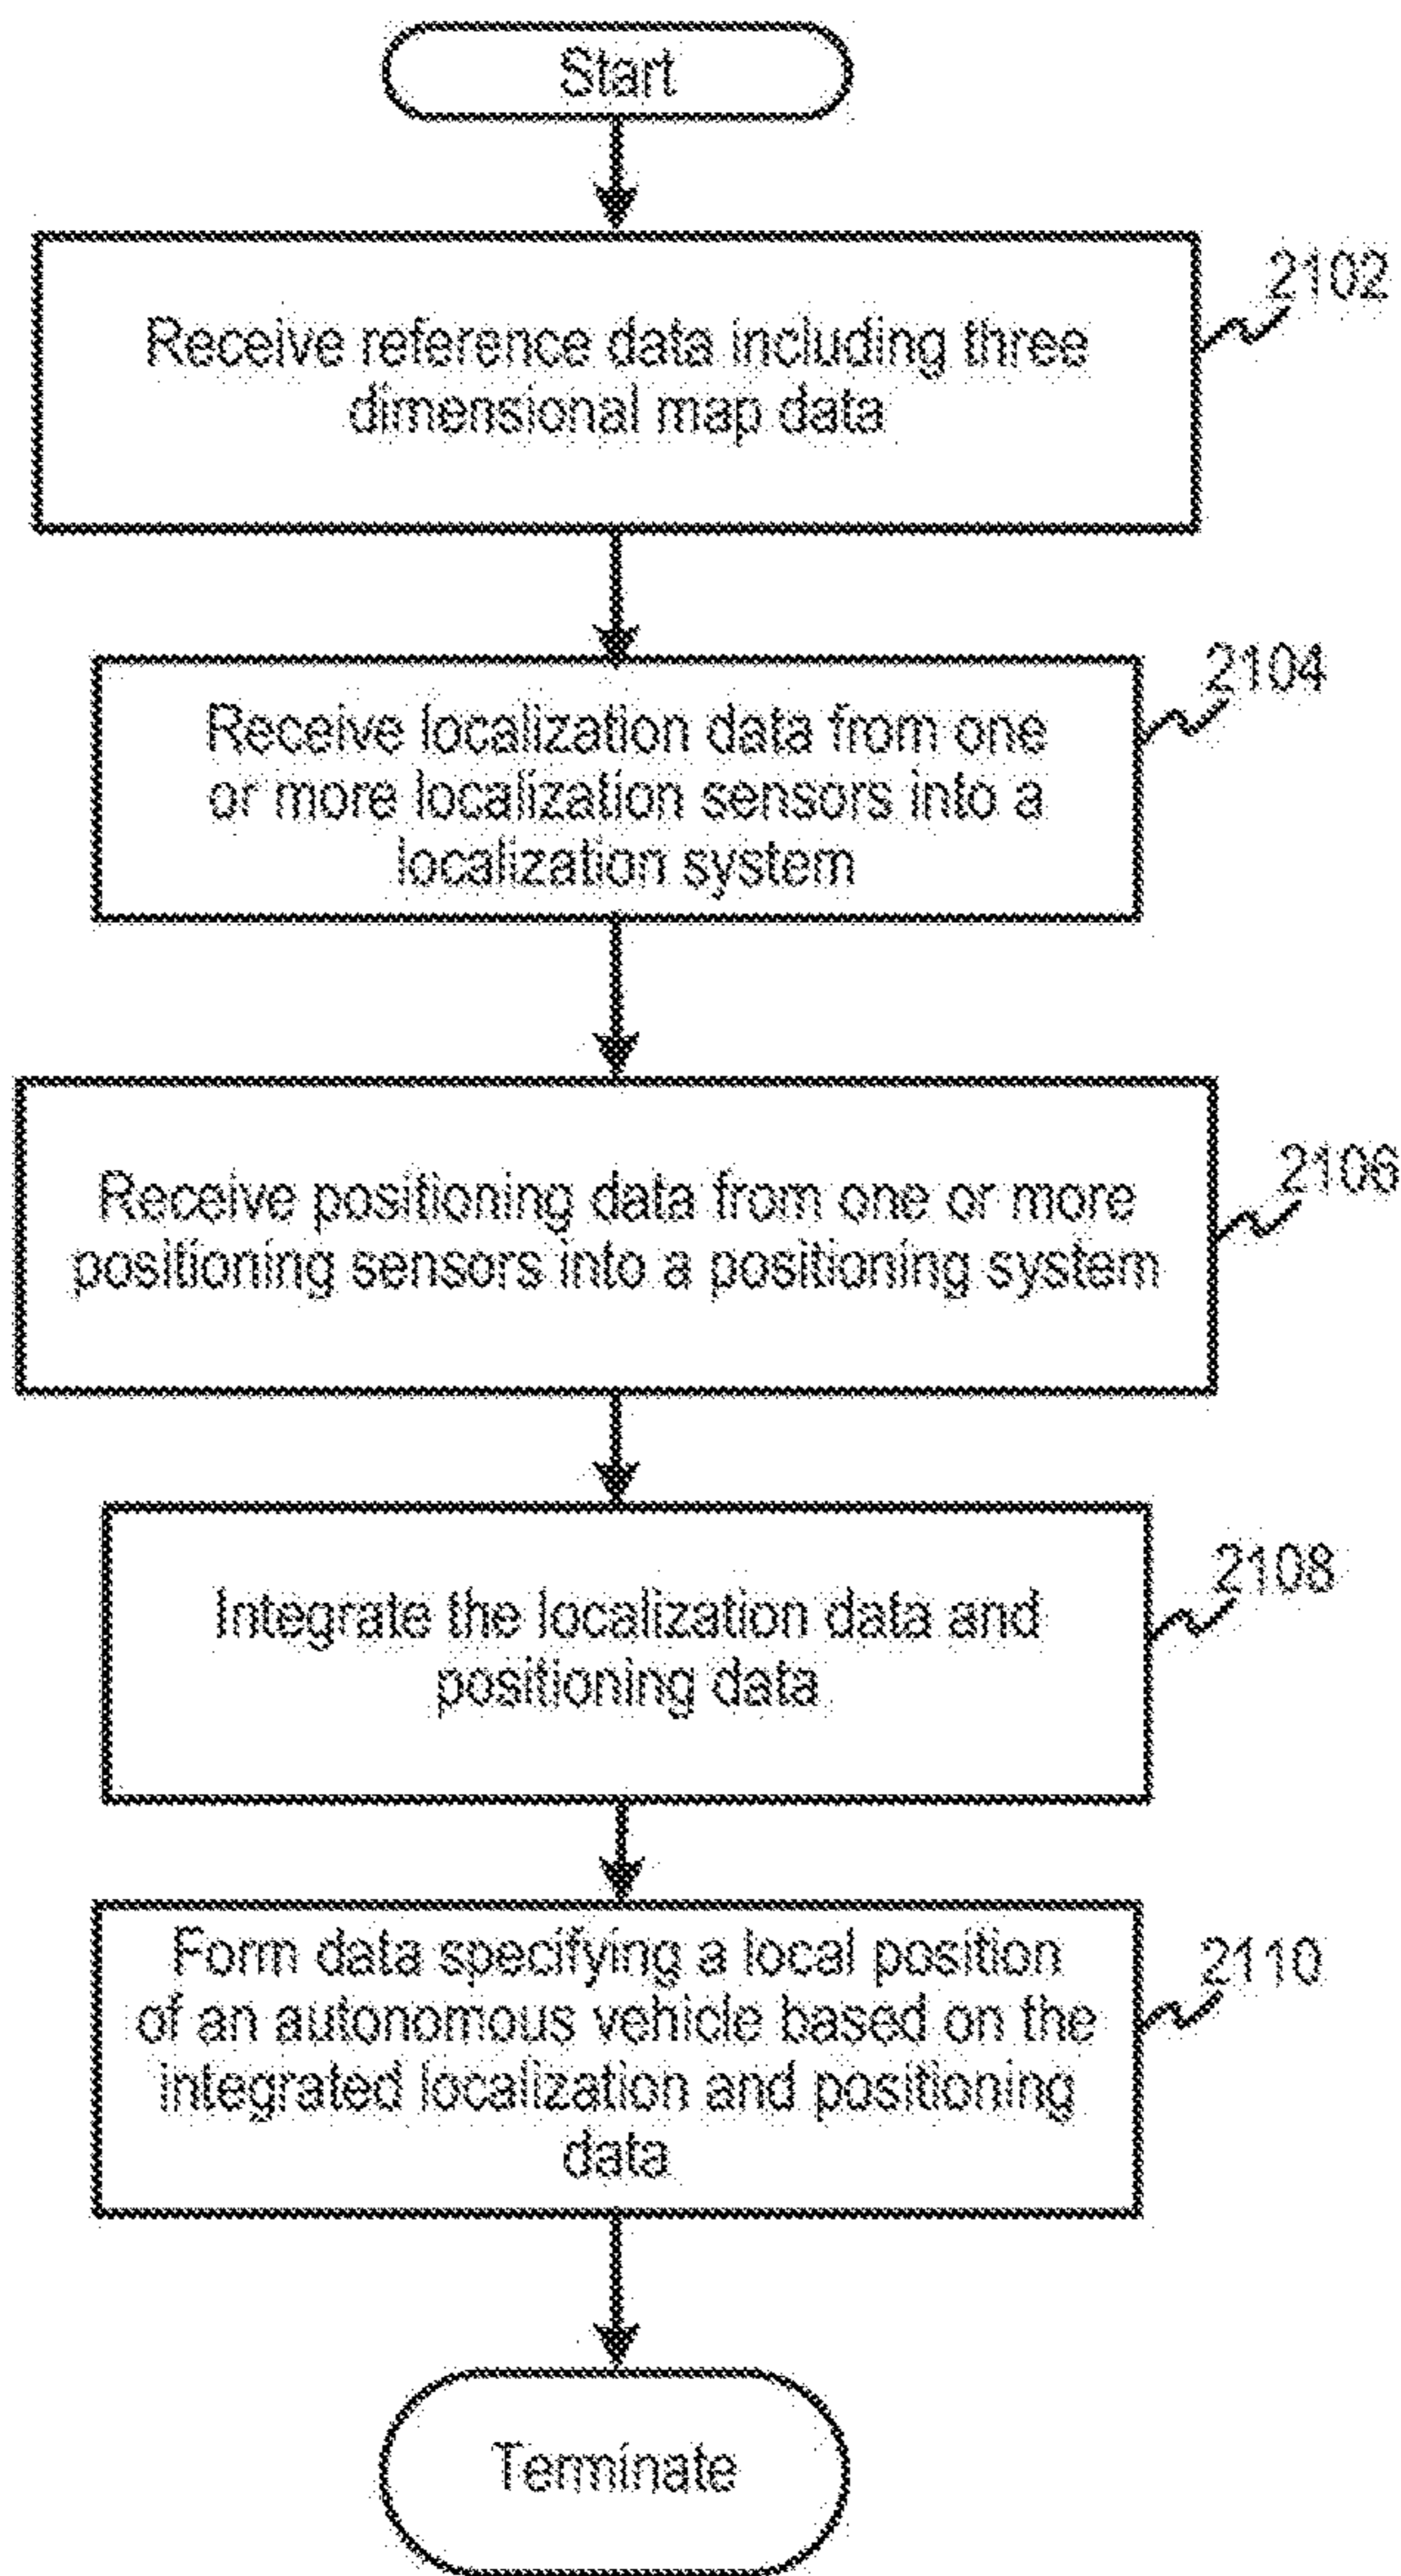 Start
2102
Receive reference data including three
dimensional map data
2104
Receive localization data from one
or more localization sensors into a
localization system
2106
Receive positioning data from one or more
positioning sensors into a positioning system
2108
Integrate the localization data and
positioning data
2110
Form data specifying a local position
of an autonomous vehicle based on the
integrated localization and positioning
data
Terminate